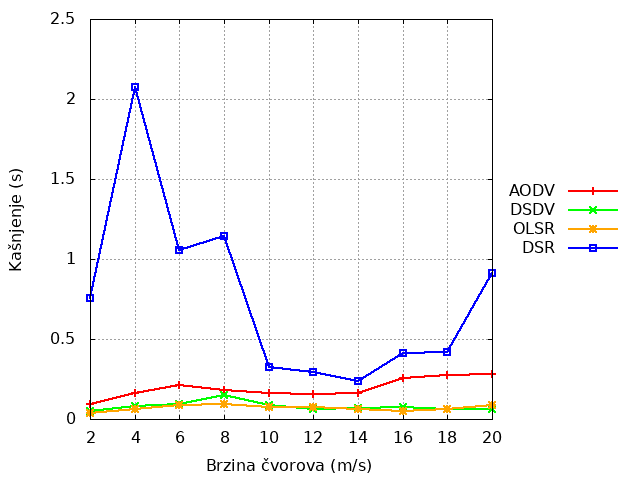 2.5
2
1.5
1
0.5
0
2 4 6 8 10 12 14 16 18 20
Kašnjenje (s)
Brzina čvorova (m/s)
AODV
DSDV
OLSR
DSR